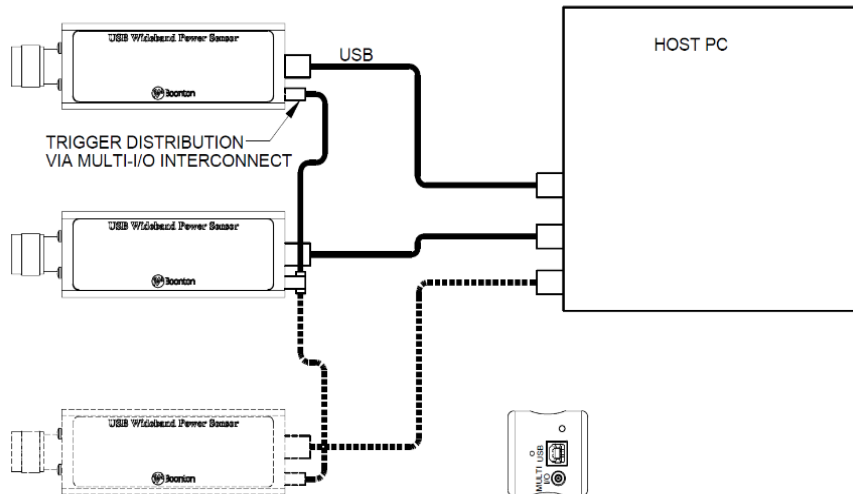 USB Wideband Power Sensor
Boonton
USB
HOST PC
TRIGGER DISTRIBUTION
VIA MULTI-I/O INTERCONNECT
USB Wideband Power Sensor
Boonton
USB Wideband Power Sensor
Boonton
MULTI USB
I/O